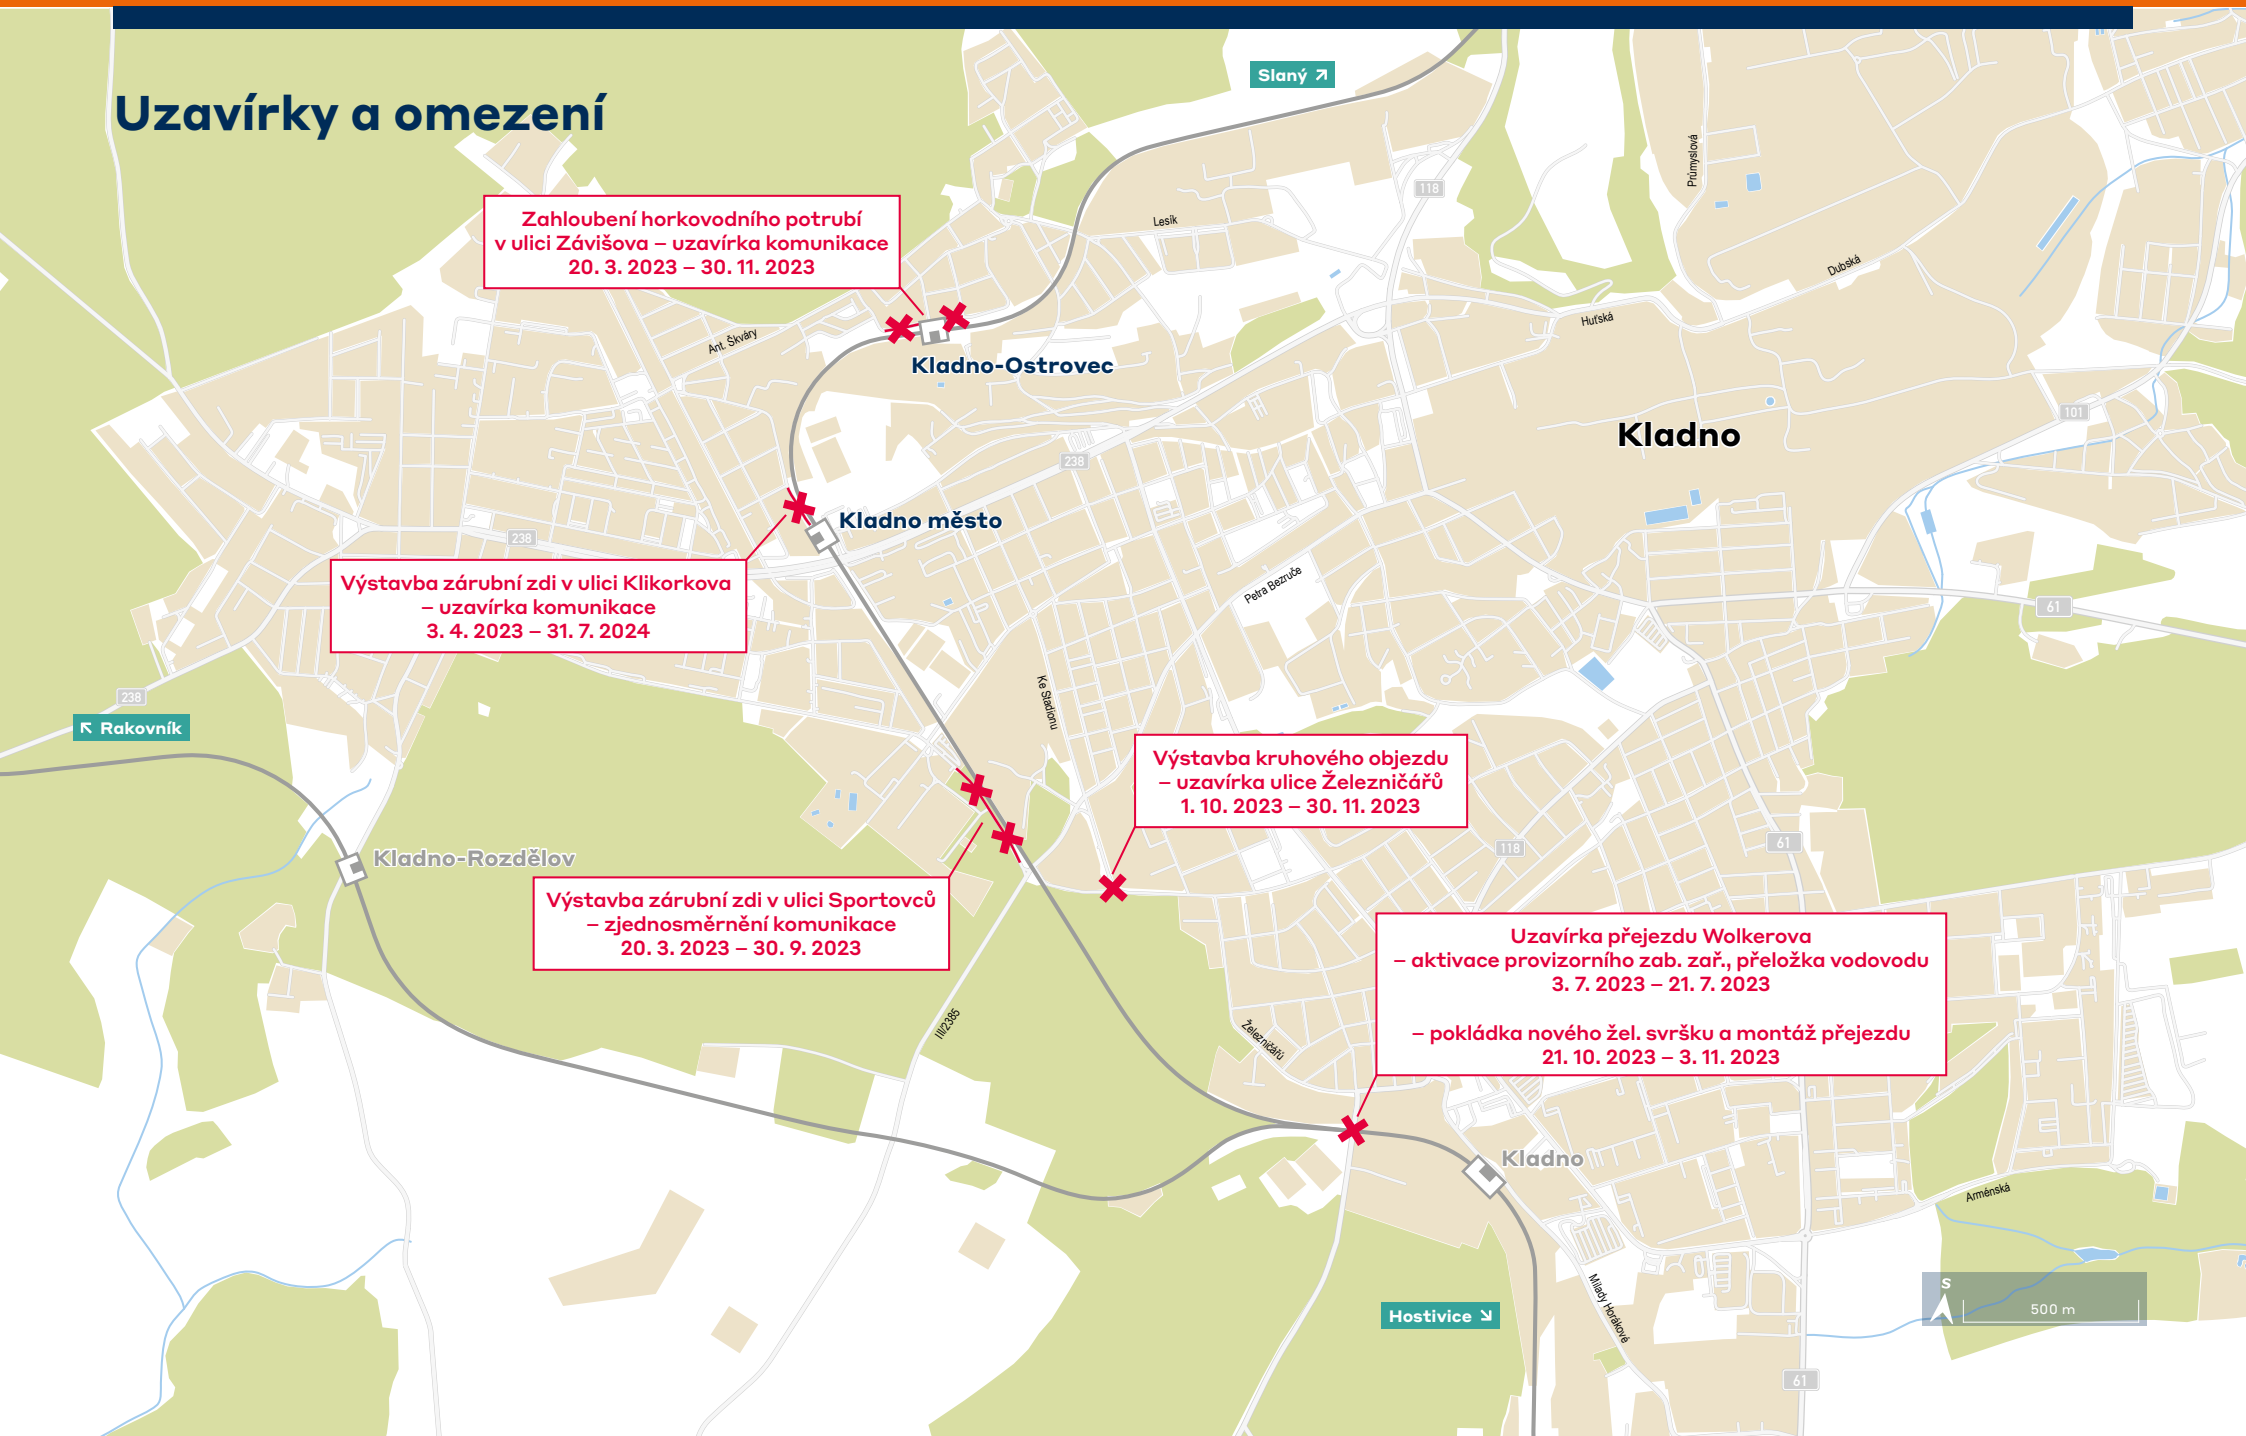 Uzavírky a omezení
Slaný
Průmyslová
118
Zahloubení horkovodního potrubí
v ulici Závišova – uzavírka komunikace
20. 3. 2023 – 30. 11. 2023
Lesík
Dubská
Huťská
Ant. Škváry
Kladno-Ostrovec
101
Kladno
238
Kladno město
238
Výstavba zárubní zdi v ulici Klikorkova
– uzavírka komunikace
3. 4. 2023 – 31. 7. 2024
Petra Bezruče
61
238
Rakovník
Ke Stadionu
Výstavba kruhového objezdu
– uzavírka ulice Železničářů
1. 10. 2023 – 30. 11. 2023
118
61
Kladno-Rozdělov
Výstavba zárubní zdi v ulici Sportovců
– zjednosměrnění komunikace
20. 3. 2023 – 30. 9. 2023
Uzavírka přejezdu Wolkerova
– aktivace provizorního zab. zař., přeložka vodovodu
3. 7. 2023 – 21. 7. 2023
– pokládka nového žel. svršku a montáž přejezdu
21. 10. 2023 – 3. 11. 2023
III/2385
Železničářů
Kladno
Arménská
Milady Horákové
Hostivice
S
500 m
61